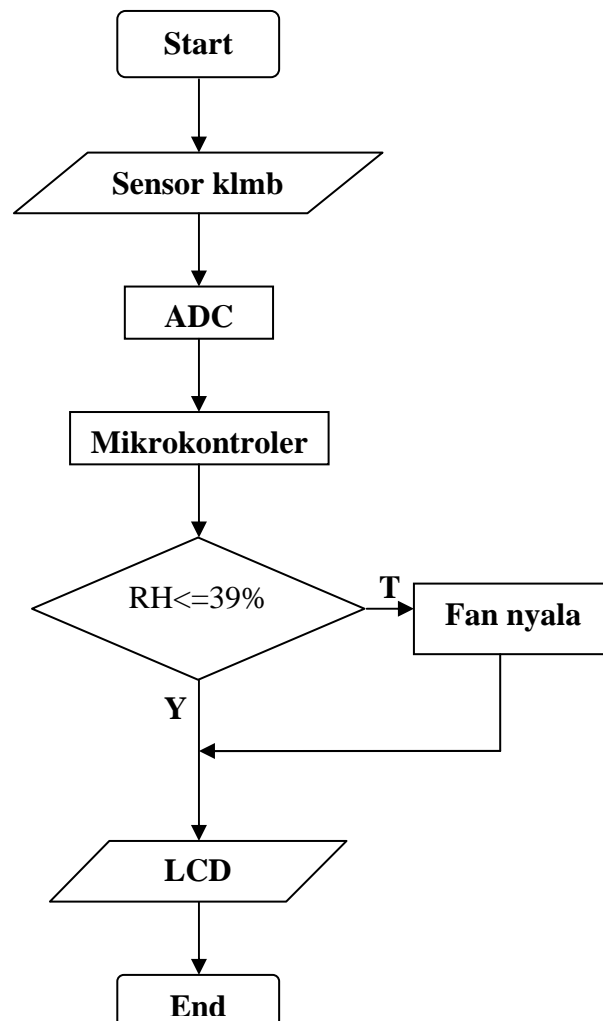 Start
Sensor klmb
ADC
Mikrokontroler
RH<=39%
T
Fan nyala
Y
LCD
End